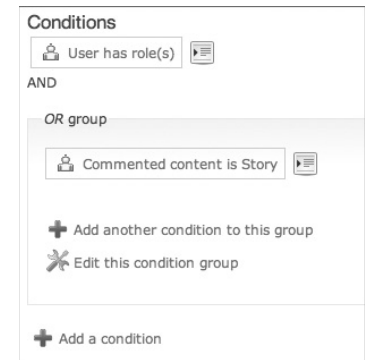 Conditions
User has role(s)
AND
OR group
Commented content is Story
Add another condition to this group
Edit this condition group
Add a condition